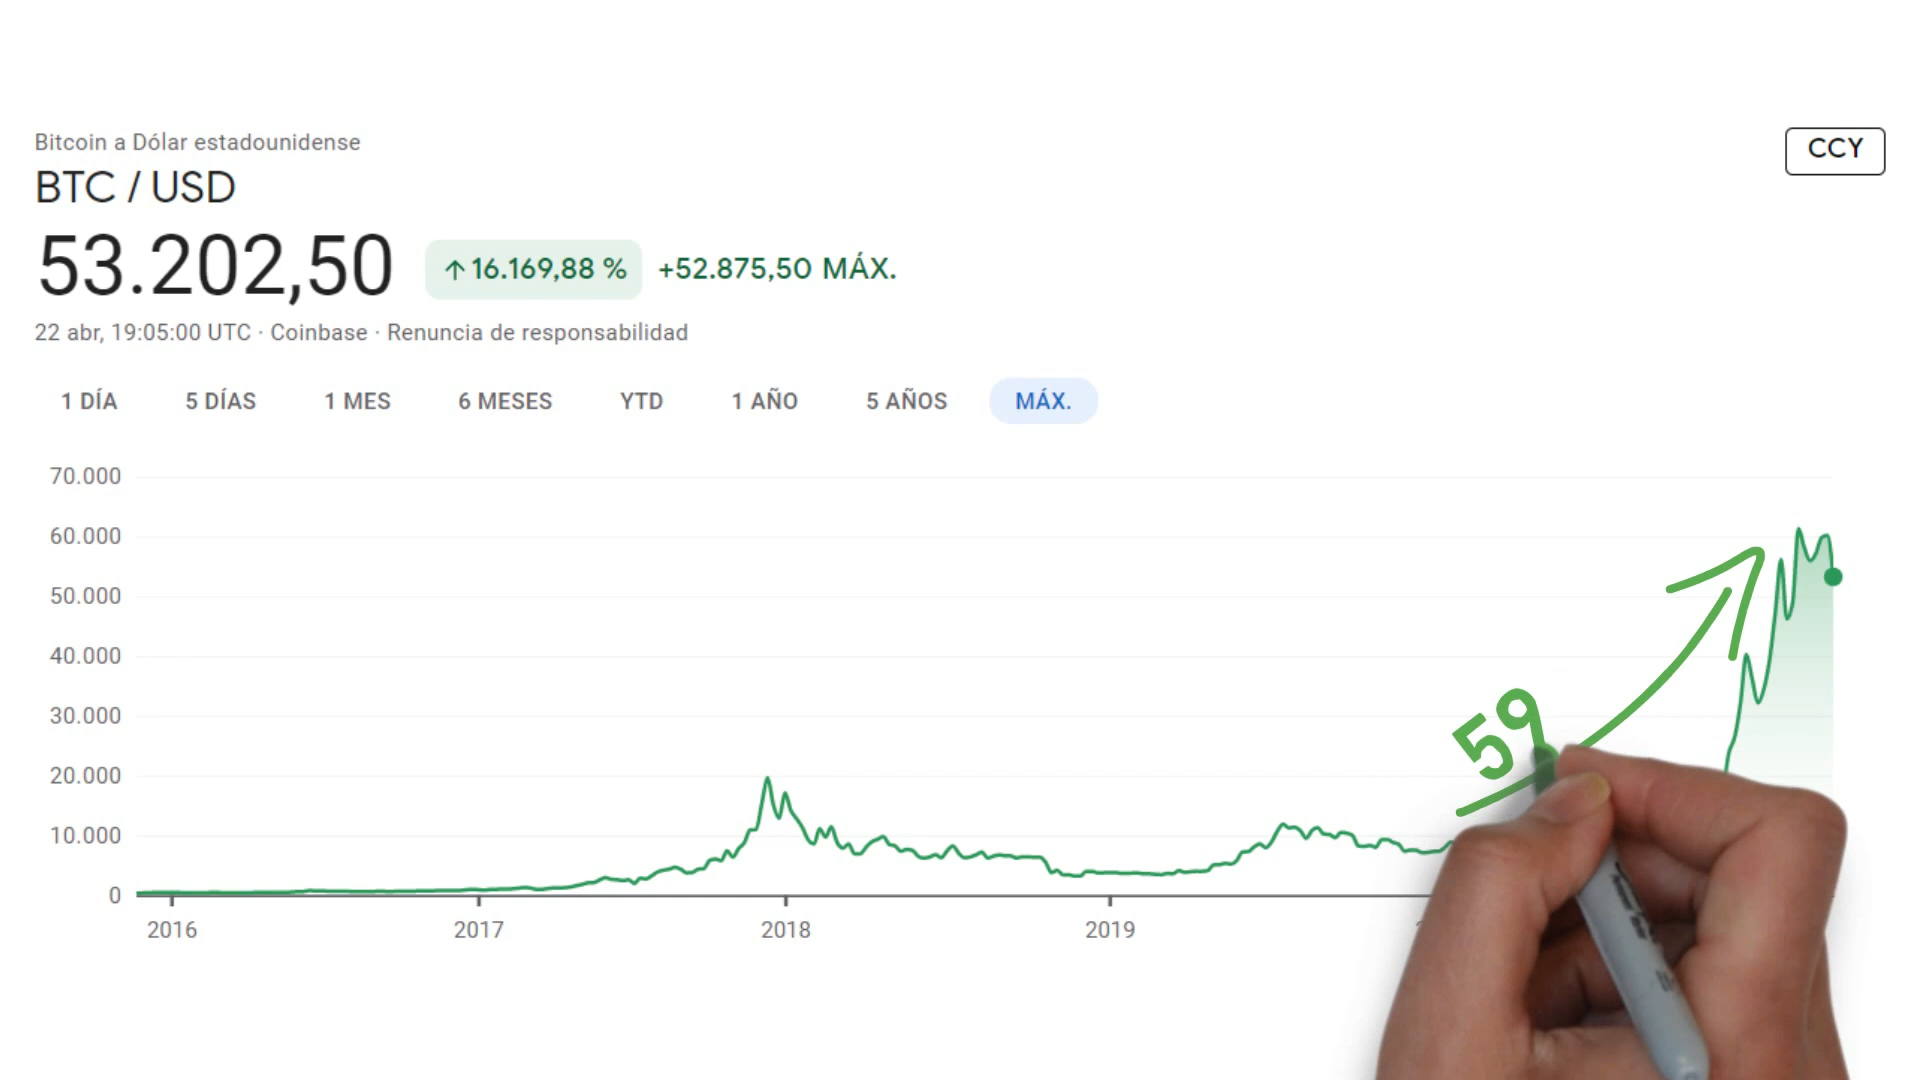 Bitcoin a Dólar estadounidense
CCY
BTC / USD
53.202,50 ↑16.169,88 % +52.875,50 MÁX.
22 abr, 19:05:00 UTC · Coinbase · Renuncia de responsabilidad
1 DÍA 5 DÍAS 1 MES 6 MESES YTD 1 AÑO 5 AÑOS MÁX.
70.000
60.000
50.000
40.000
30.000
20.000
10.000
0
59
2016 2017 2018 2019